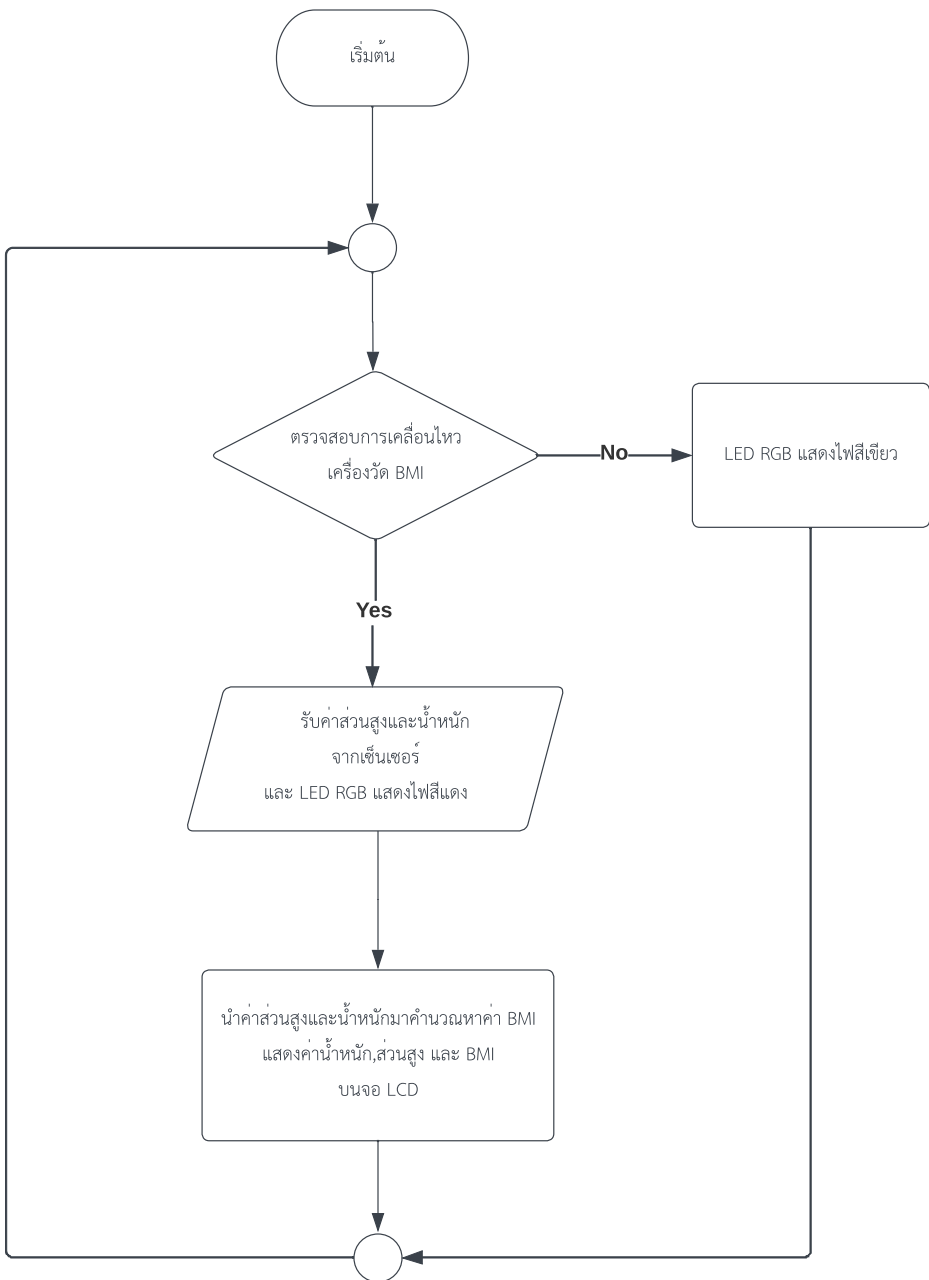 เริ่มต้น
ตรวจสอบการเคลื่อนไหว
เครื่องวัด BMI
No
LED RGB แสดงไฟสีเขียว
Yes
รับค่าส่วนสูงและน้ำหนัก
จากเซ็นเซอร์
และ LED RGB แสดงไฟสีแดง
นำค่าส่วนสูงและน้ำหนักมาคำนวณหาค่า BMI
แสดงค่าน้ำหนัก,ส่วนสูง และ BMI
บนจอ LCD